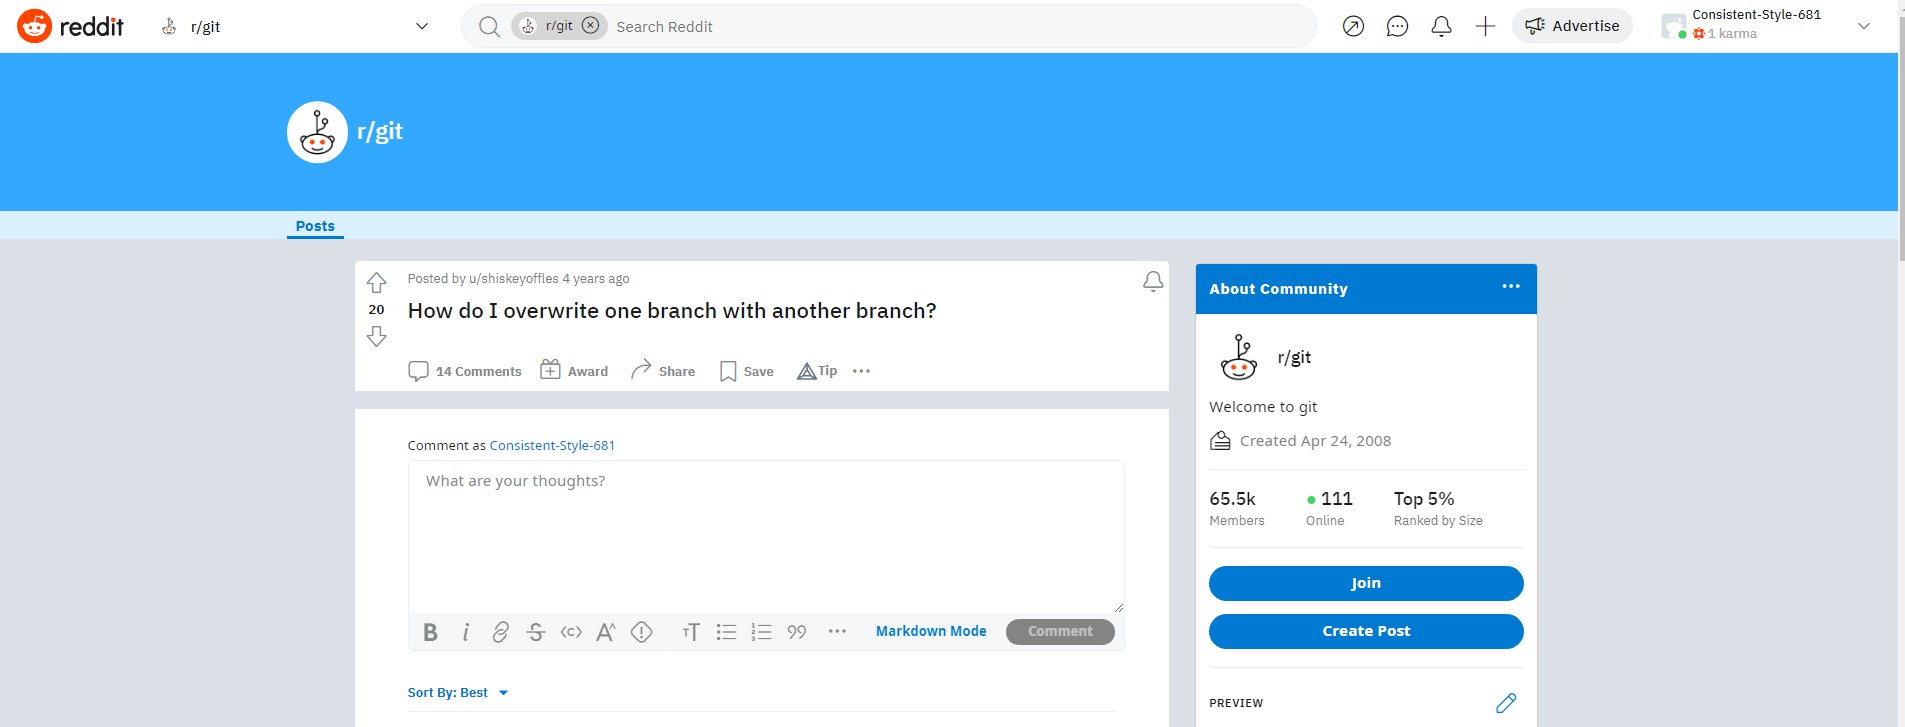 reddit
r/git
r/git
Search Reddit
Advertise
Consistent-Style-681
1 karma
r/git
Posts
Posted by u/shiskeyoffles 4 years ago
20
How do I overwrite one branch with another branch?
14 Comments
Award
Share
Save
Tip
Comment as Consistent-Style-681
What are your thoughts?
Markdown Mode
Comment
Sort By: Best
About Community
r/git
Welcome to git
Created Apr 24, 2008
65.5k
111
Top 5%
Members
Online
Ranked by Size
Join
Create Post
PREVIEW